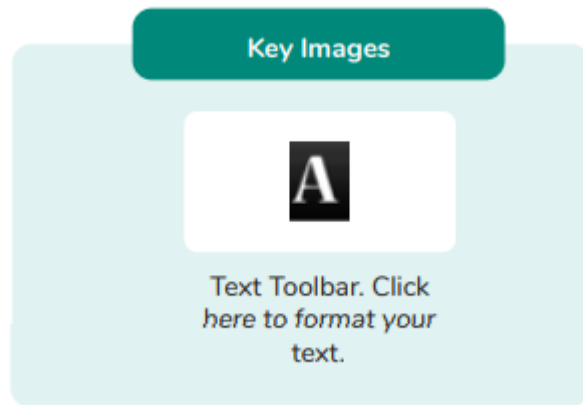 Key Images
A
Text Toolbar. Click
here to format your
text.